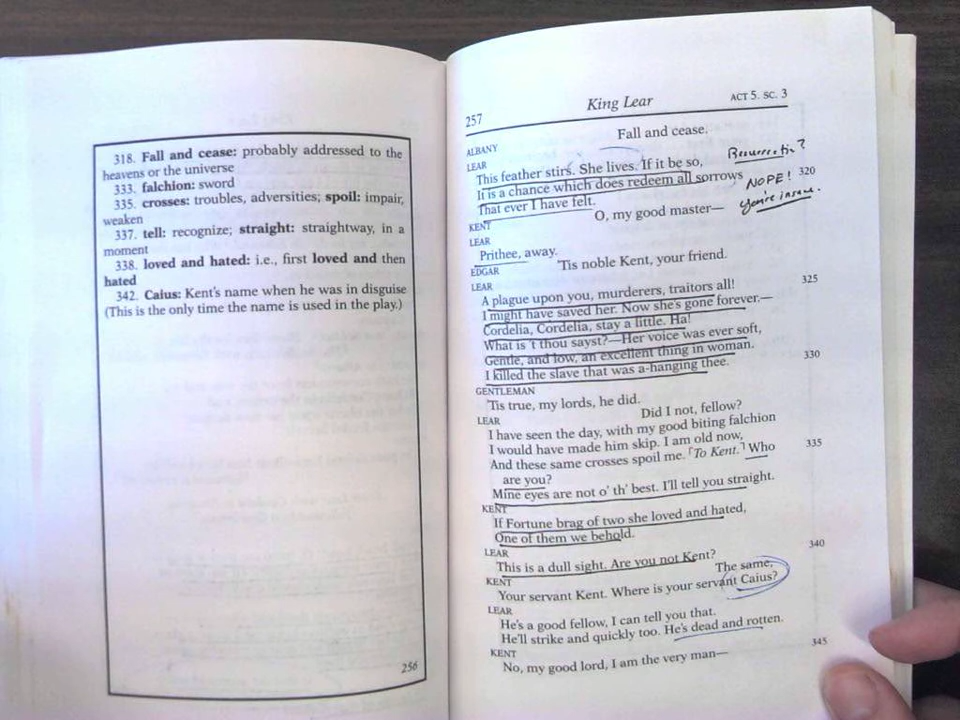 318. Fall and cease: probably addressed to the
heavens or the universe
333. falchion: sword
335. crosses: troubles, adversities; spoil: impair,
weaken
337. tell: recognize; straight: straightway, in a
moment
338. loved and hated: i.e., first loved and then
hated
342. Caius: Kent's name when he was in disguise
(This is the only time the name is used in the play.)
256
257 King Lear ACT 5. SC. 3
ALBANY Fall and cease.
LEAR
This feather stirs. She lives. If it be so,
It is a chance which does redeem all sorrows 320
That ever I have felt.
Resurrection?
NOPE!
you're insane.
KENT O, my good master—
LEAR
Prithee, away.
EDGAR 'Tis noble Kent, your friend.
LEAR
A plague upon you, murderers, traitors all! 325
I might have saved her. Now she's gone forever.—
Cordelia, Cordelia, stay a little. Ha!
What is 't thou sayst?—Her voice was ever soft,
Gentle, and low, an excellent thing in woman.
I killed the slave that was a-hanging thee. 330
GENTLEMAN
'Tis true, my lords, he did.
LEAR Did I not, fellow?
I have seen the day, with my good biting falchion
I would have made him skip. I am old now,
And these same crosses spoil me. ⌜To Kent.⌝ Who 335
are you?
Mine eyes are not o' th' best. I'll tell you straight.
KENT
If Fortune brag of two she loved and hated,
One of them we behold.
LEAR
This is a dull sight. Are you not Kent? 340
KENT The same,
Your servant Kent. Where is your servant Caius?
LEAR
He's a good fellow, I can tell you that.
He'll strike and quickly too. He's dead and rotten.
KENT
No, my good lord, I am the very man— 345